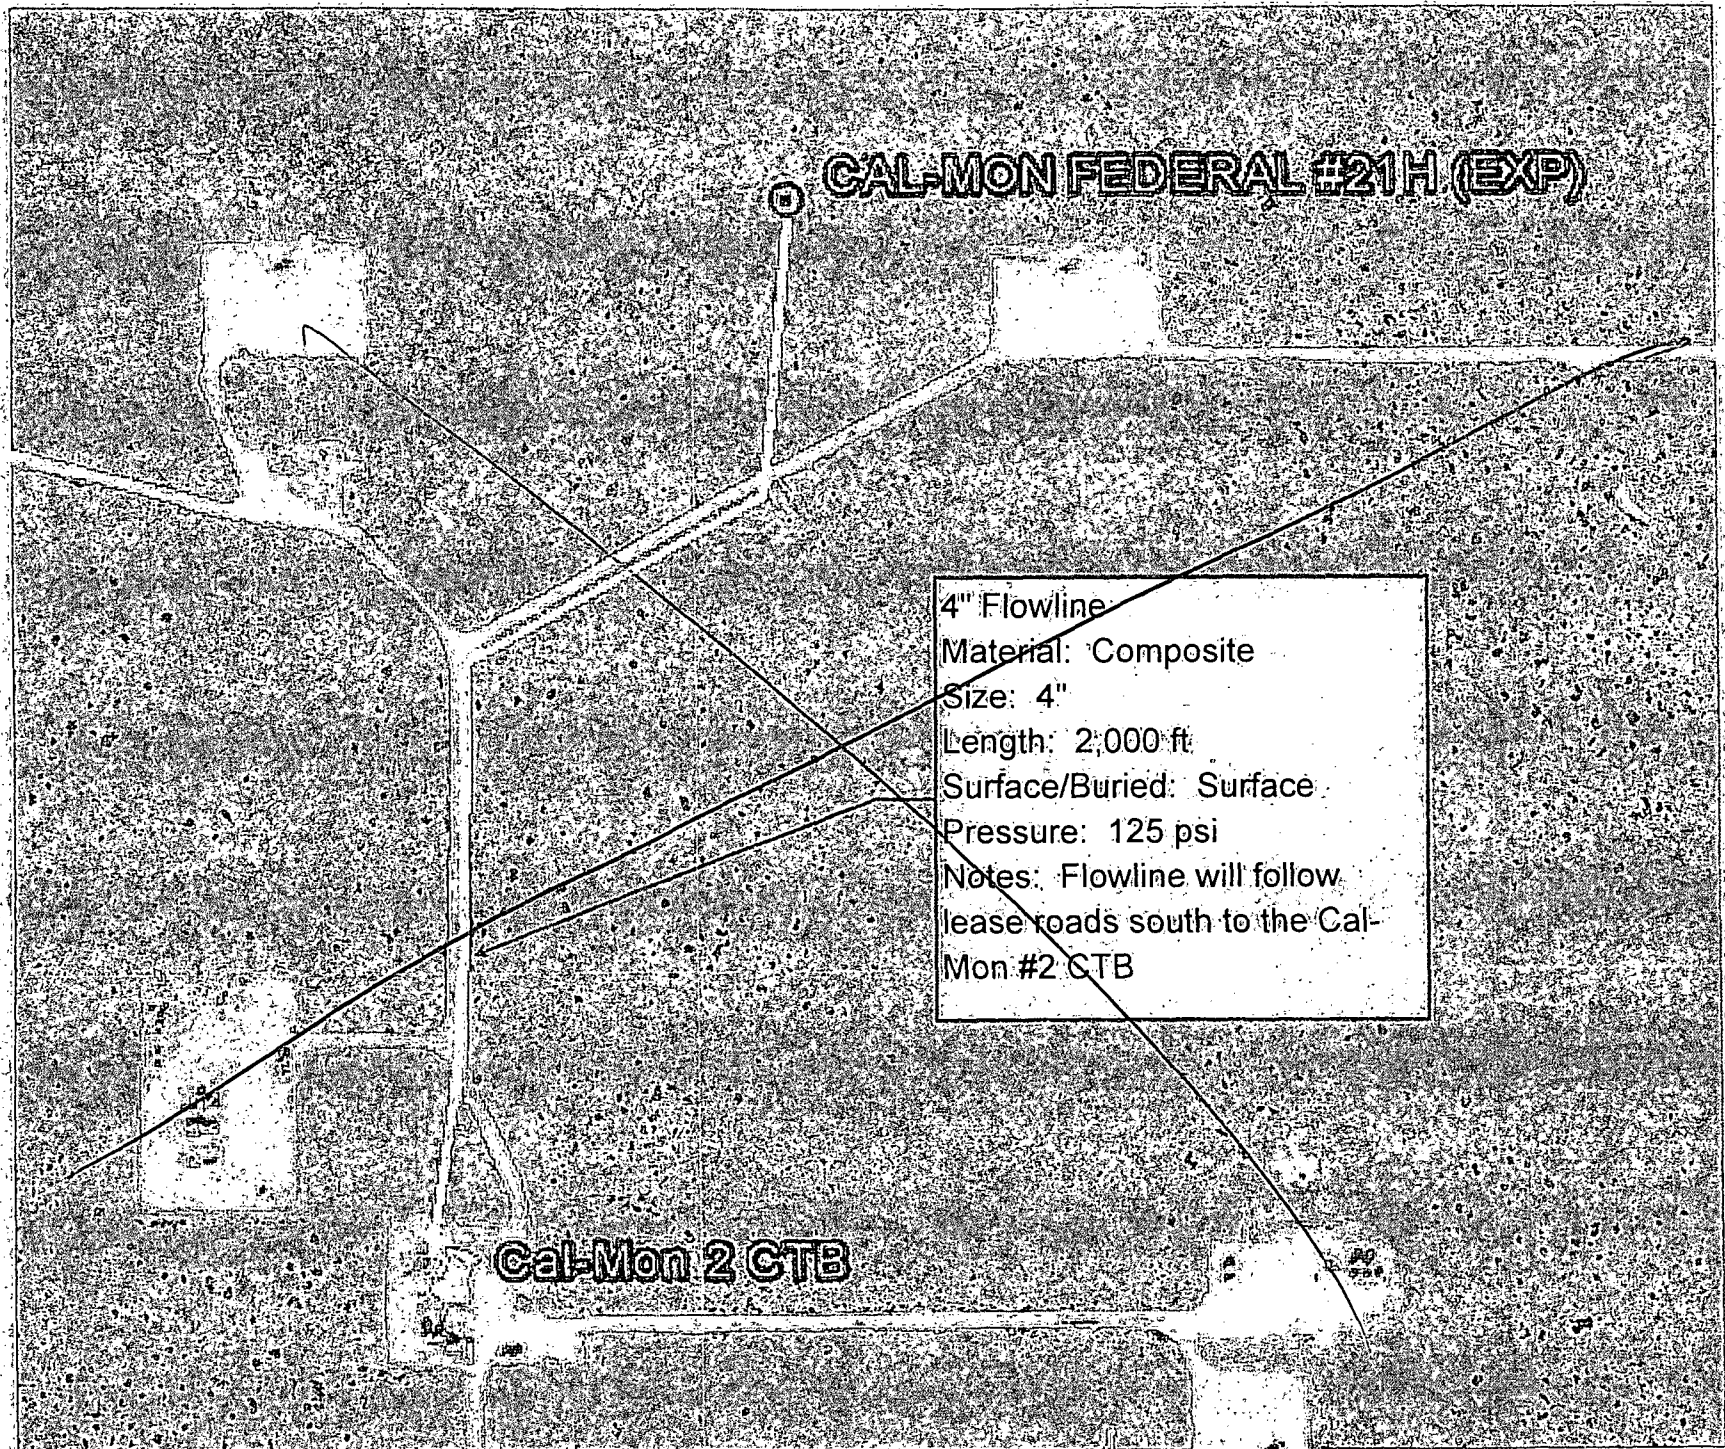 CAL-MON FEDERAL #21H (EXP)
4" Flowline
Material: Composite
Size: 4"
Length: 2,000 ft
Surface/Buried: Surface
Pressure: 125 psi
Notes: Flowline will follow
lease roads south to the Cal-
Mon #2 CTB
Cal-Mon 2 CTB